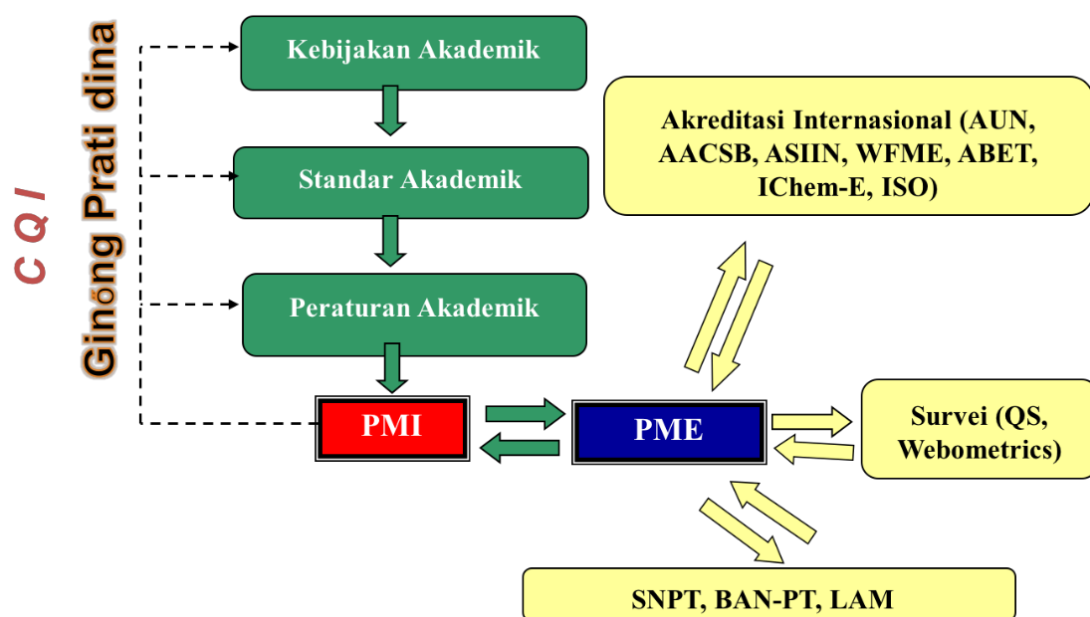 C Q I
Ginŏng Prati dina
Kebijakan Akademik
Standar Akademik
Peraturan Akademik
PMI
PME
Akreditasi Internasional (AUN,
AACSB, ASIIN, WFME, ABET,
IChem-E, ISO)
Survei (QS,
Webometrics)
SNPT, BAN-PT, LAM